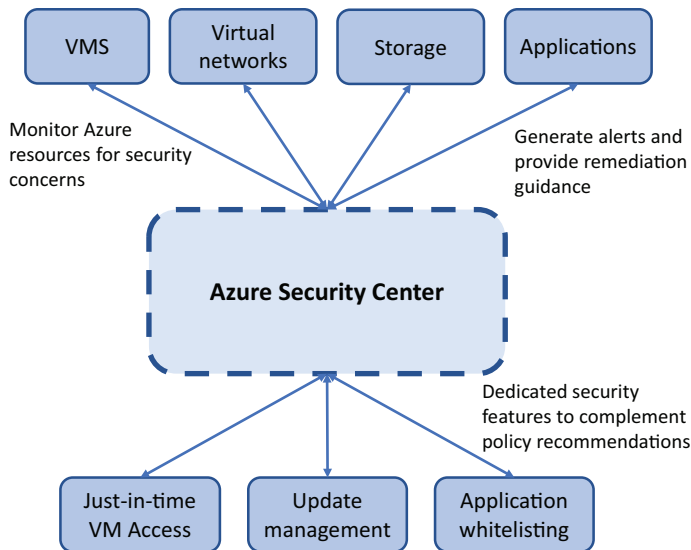 VMS
Virtual
networks
Storage
Applications
Monitor Azure
resources for security
concerns
Generate alerts and
provide remediation
guidance
Azure Security Center
Dedicated security
features to complement
policy recommendations
Just-in-time
VM Access
Update
management
Application
whitelisting